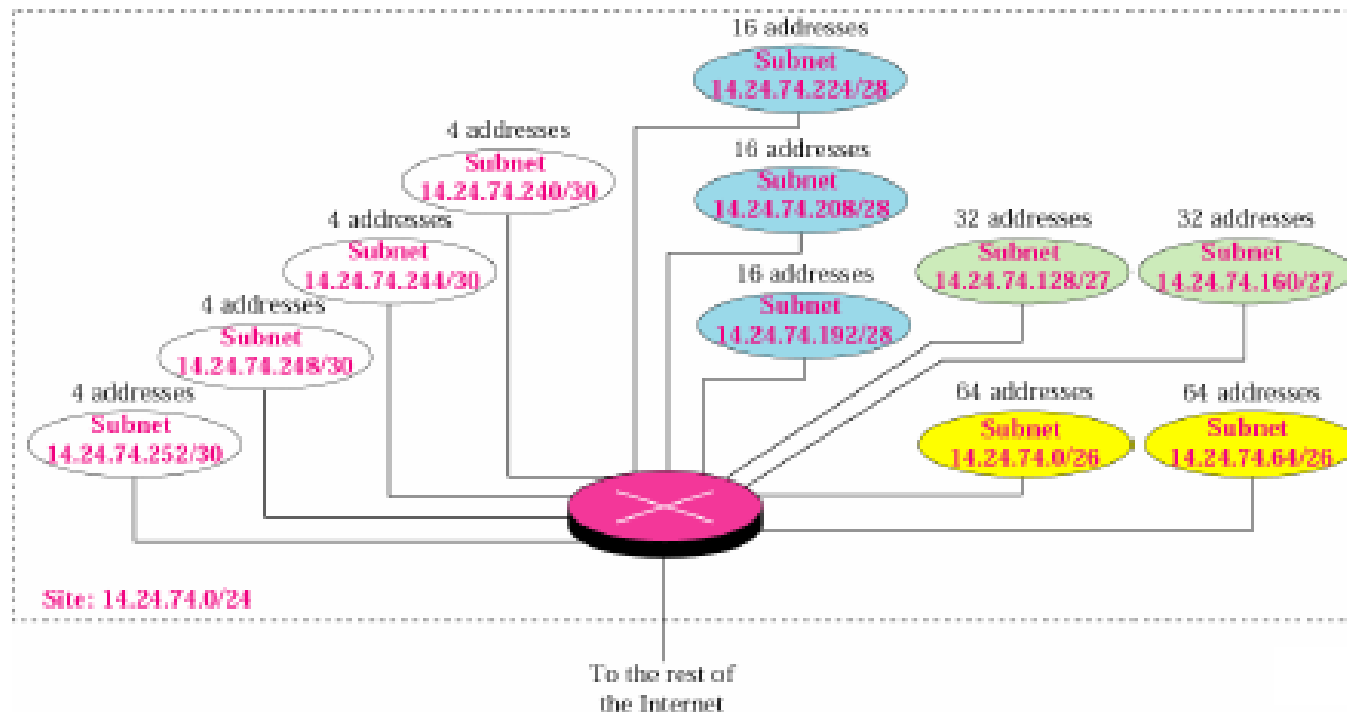 16 addresses
Subnet
14.24.74.224/28
4 addresses
Subnet
14.24.74.240/30
16 addresses
Subnet
14.24.74.208/28
4 addresses
Subnet
14.24.74.244/30
32 addresses
Subnet
14.24.74.128/27
32 addresses
Subnet
14.24.74.160/27
16 addresses
Subnet
14.24.74.192/28
4 addresses
Subnet
14.24.74.248/30
4 addresses
Subnet
14.24.74.252/30
64 addresses
Subnet
14.24.74.0/26
64 addresses
Subnet
14.24.74.64/26
Site: 14.24.74.0/24
To the rest of
the Internet